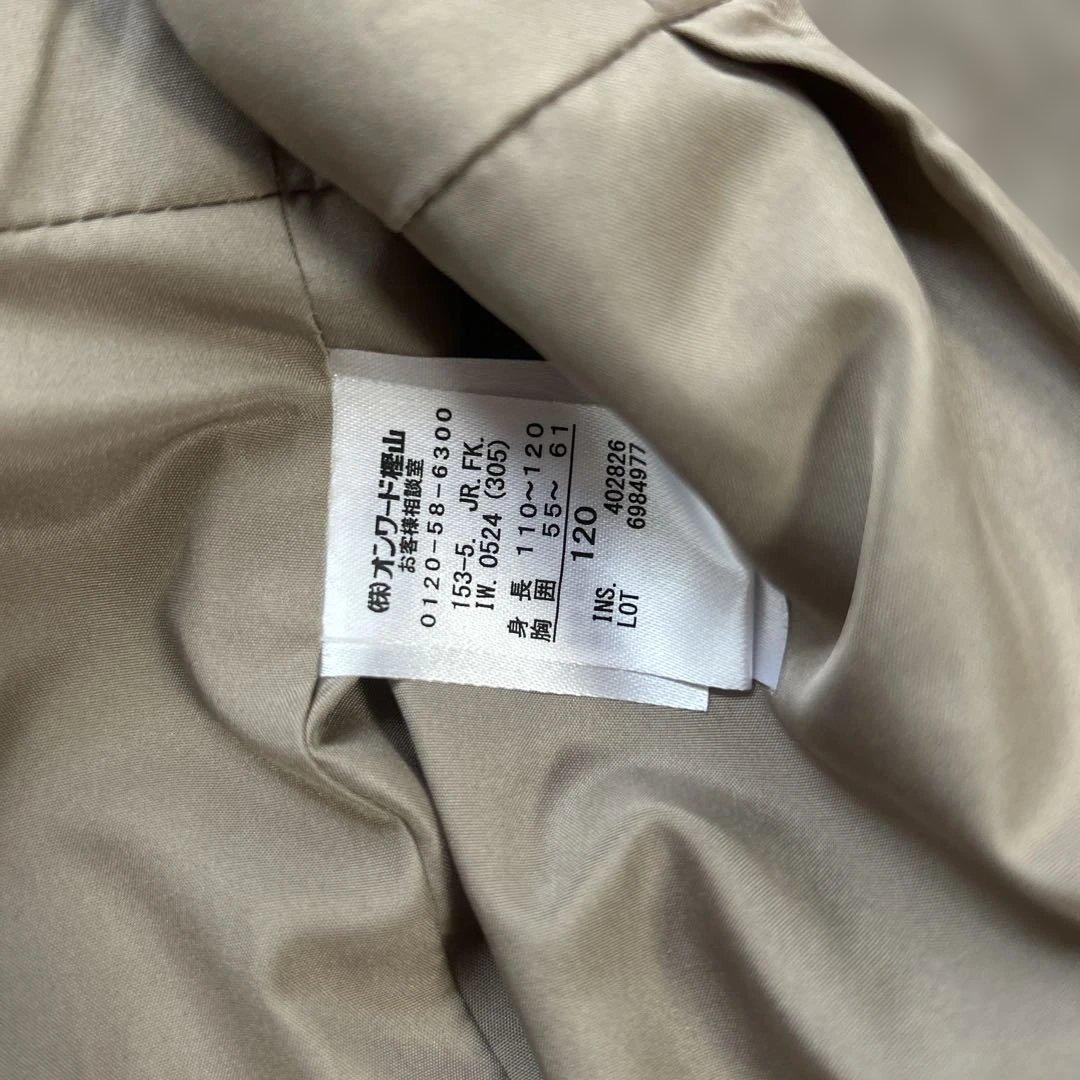 (株)オンワード樫山
お客様相談室
0120-58-6300
153-5. JR. FK.
IW. 0524 (305)
身長 110〜120
胸囲 55〜 61
120
INS. 402826
LOT 6984977